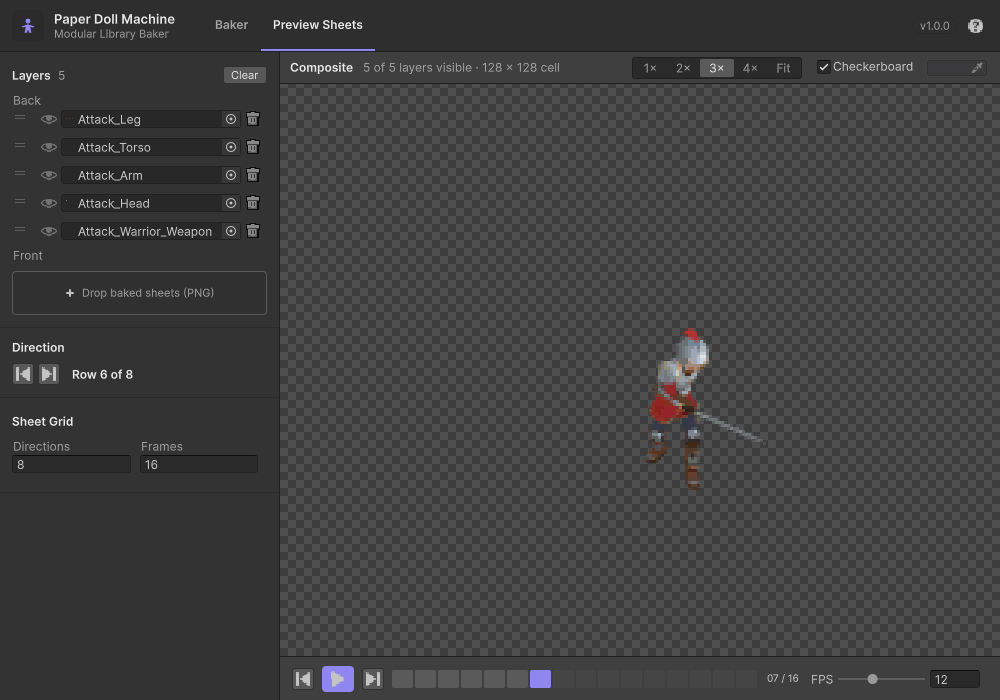 Paper Doll Machine
Modular Library Baker
Baker
Preview Sheets
v1.0.0
?
Layers 5
Clear
Back
Attack_Leg
Attack_Torso
Attack_Arm
Attack_Head
Attack_Warrior_Weapon
Front
+ Drop baked sheets (PNG)
Direction
Row 6 of 8
Sheet Grid
Directions Frames
8 16
Composite 5 of 5 layers visible · 128 × 128 cell
1× 2× 3× 4× Fit
Checkerboard
07 / 16
FPS
12